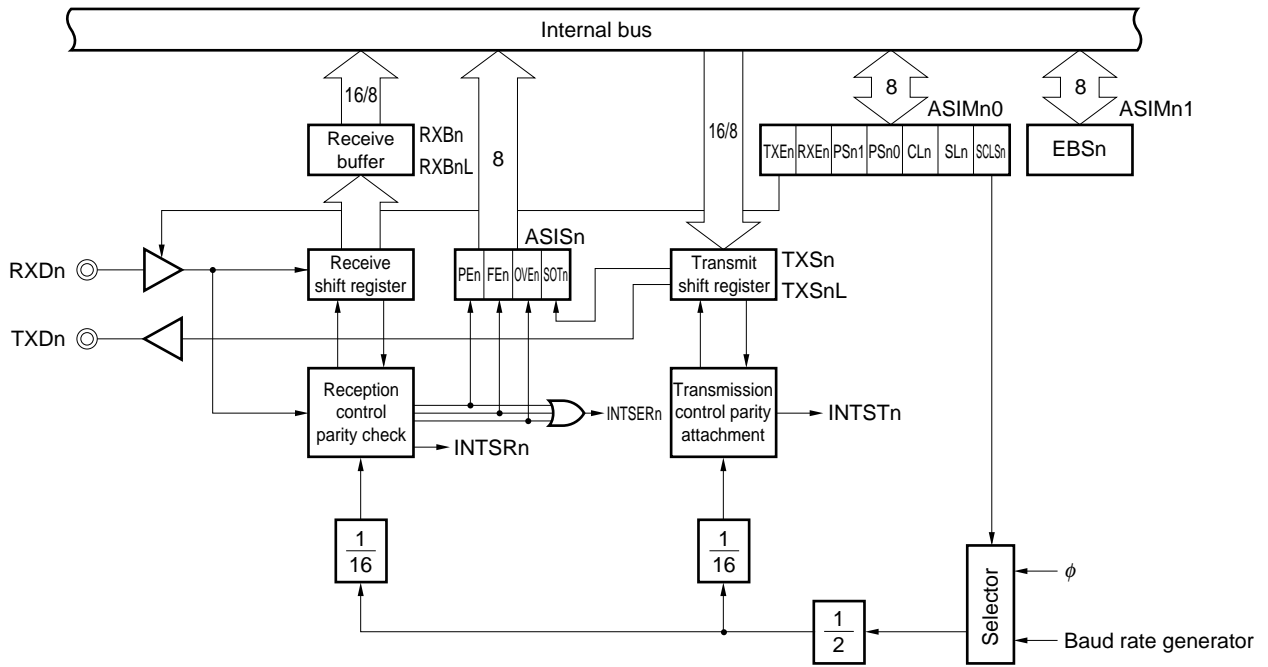 Internal bus
16/8
8
16/8
8
ASIMn0
8
ASIMn1
Receive
buffer
RXBn
RXBnL
TXEn RXEn PSn1 PSn0 CLn SLn SCLSn
EBSn
RXDn
Receive
shift register
ASISn
PEn FEn OVEn SOTn
Transmit
shift register
TXSn
TXSnL
TXDn
Reception
control
parity check
INTSERn
INTSRn
Transmission
control parity
attachment
INTSTn
1
16
1
16
1
2
Selector
ϕ
Baud rate generator